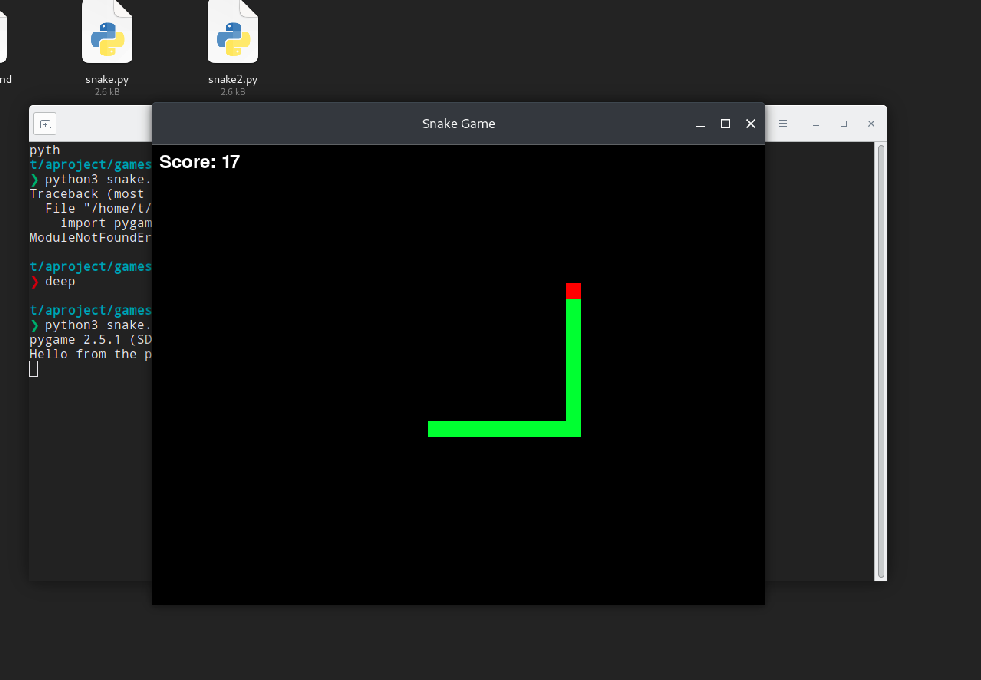 nd
snake.py
2.6 kB
snake2.py
2.6 kB
Snake Game
Score: 17
pyth
t/aproject/games
❯ python3 snake.
Traceback (most
File "/home/t/
import pygam
ModuleNotFoundEr
t/aproject/games
❯ deep
t/aproject/games
❯ python3 snake.
pygame 2.5.1 (SD
Hello from the p